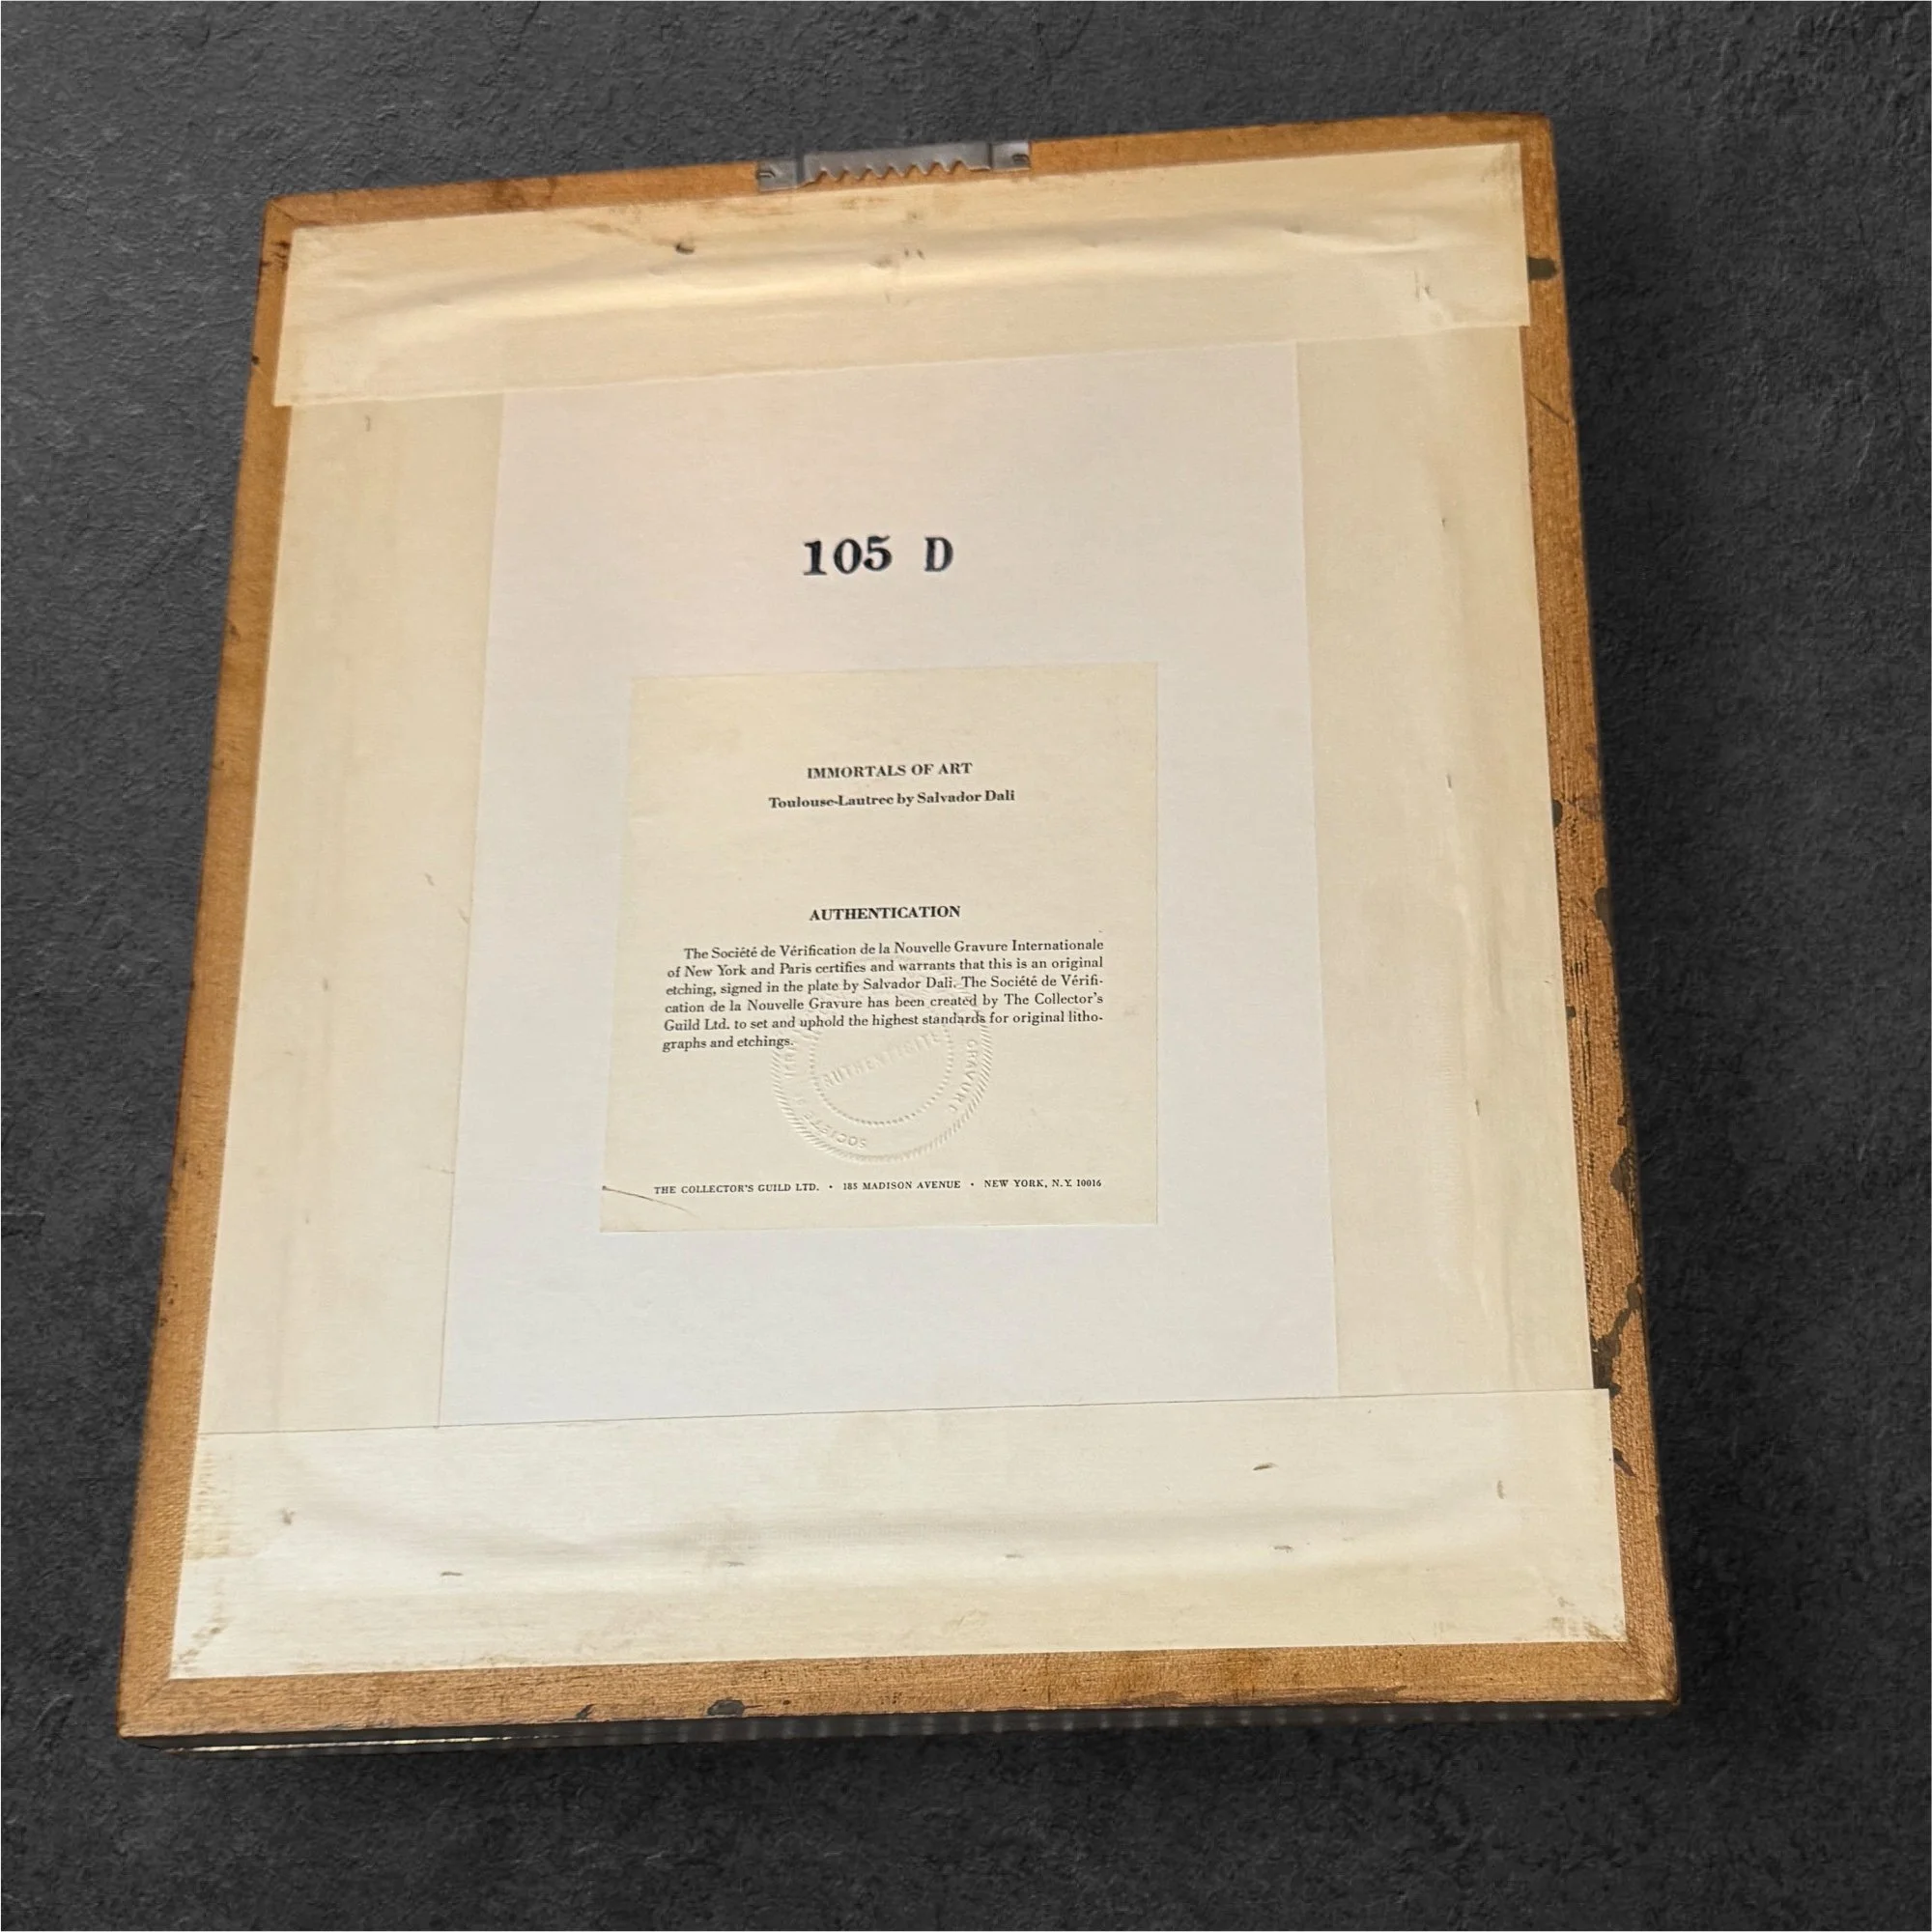 105 D
IMMORTALS OF ART
Toulouse-Lautrec by Salvador Dali
AUTHENTICATION
The Société de Vérification de la Nouvelle Gravure Internationale
of New York and Paris certifies and warrants that this is an original
etching, signed in the plate by Salvador Dali. The Société de Vérifi-
cation de la Nouvelle Gravure has been created by The Collector's
Guild Ltd. to set and uphold the highest standards for original litho-
graphs and etchings.
AUTHENTICITE
SOCIETE
GRAVURE
THE COLLECTOR'S GUILD LTD. • 185 MADISON AVENUE • NEW YORK, N.Y. 10016